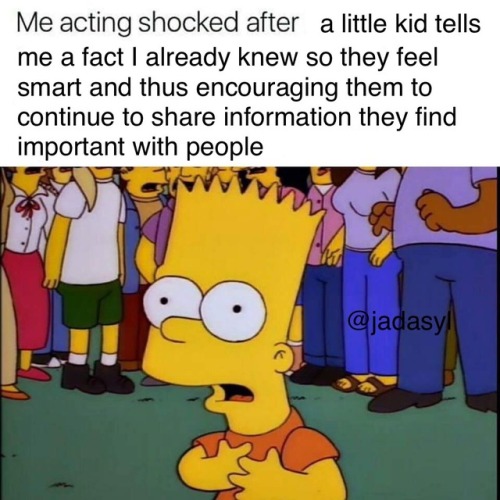 Me acting shocked after a little kid tells
me a fact I already knew so they feel
smart and thus encouraging them to
continue to share information they find
important with people
@jadasyl